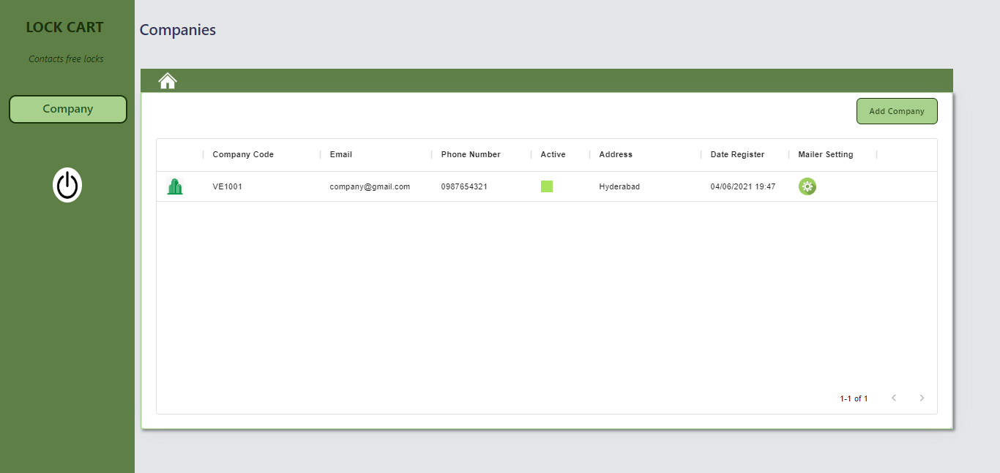 LOCK CART
Contacts free locks
Company
Companies
Add Company
Company Code Email Phone Number Active Address Date Register Mailer Setting
VE1001 company@gmail.com 0987654321 Hyderabad 04/06/2021 19:47
1-1 of 1